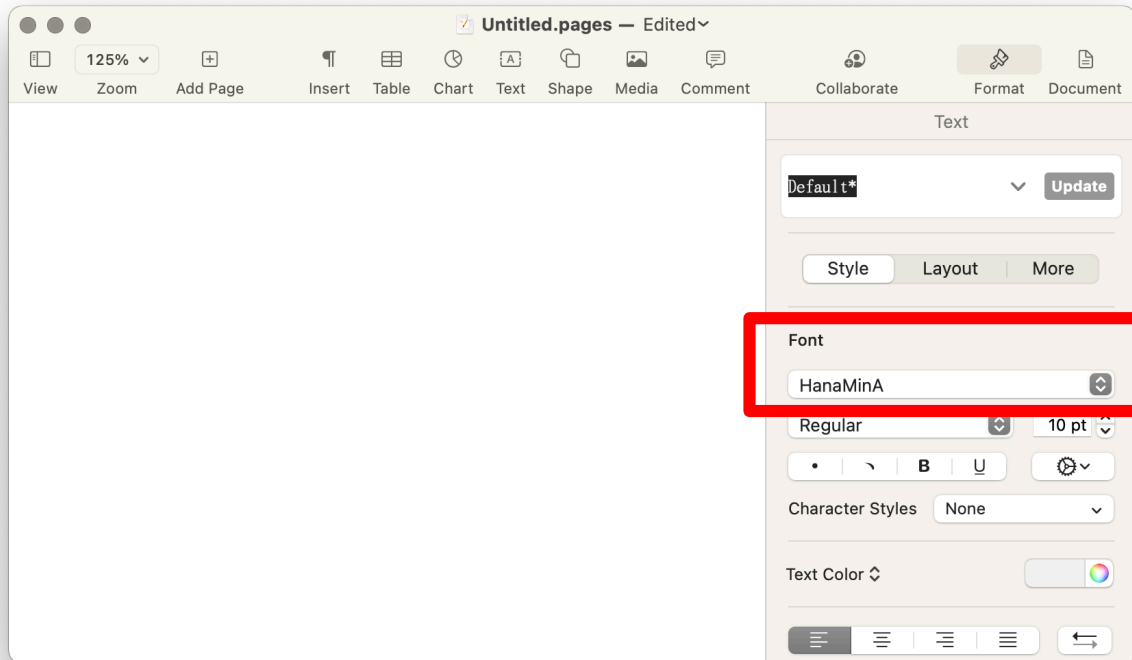 Untitled.pages — Edited
125%
View Zoom Add Page Insert Table Chart Text Shape Media Comment Collaborate Format Document
Text
Default* Update
Style Layout More
Font
HanaMinA
Regular 10 pt
B U
Character Styles None
Text Color